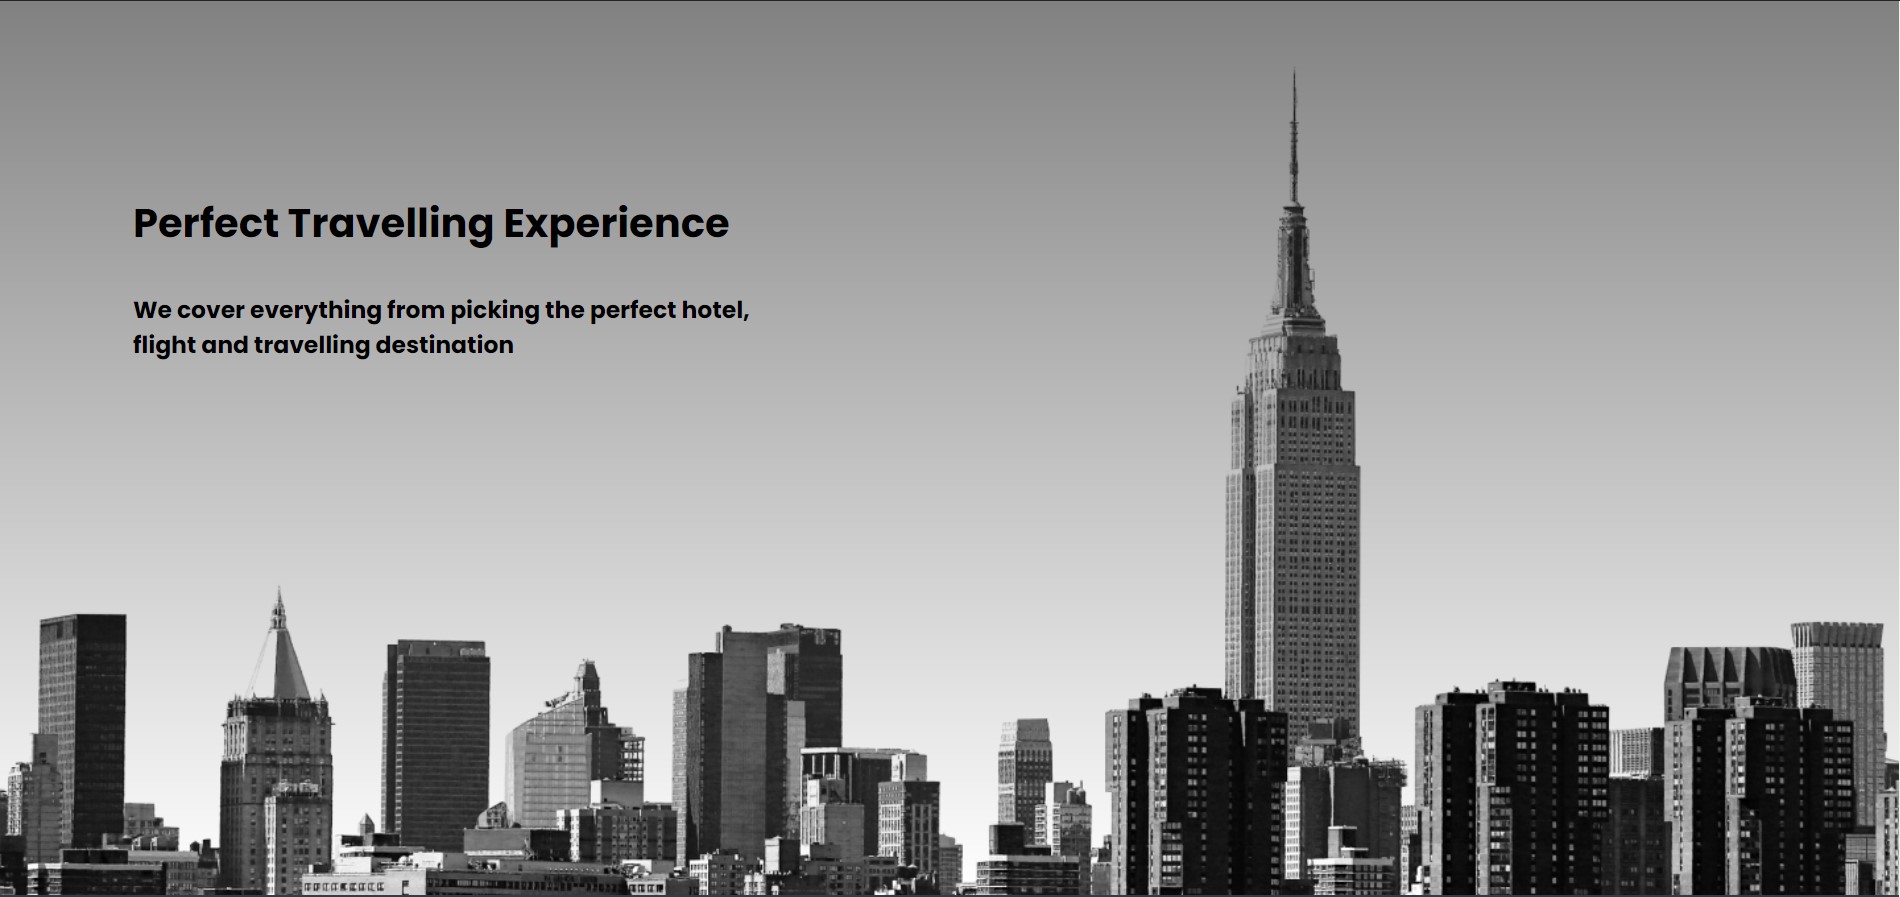 Perfect Travelling Experience
We cover everything from picking the perfect hotel,
flight and travelling destination